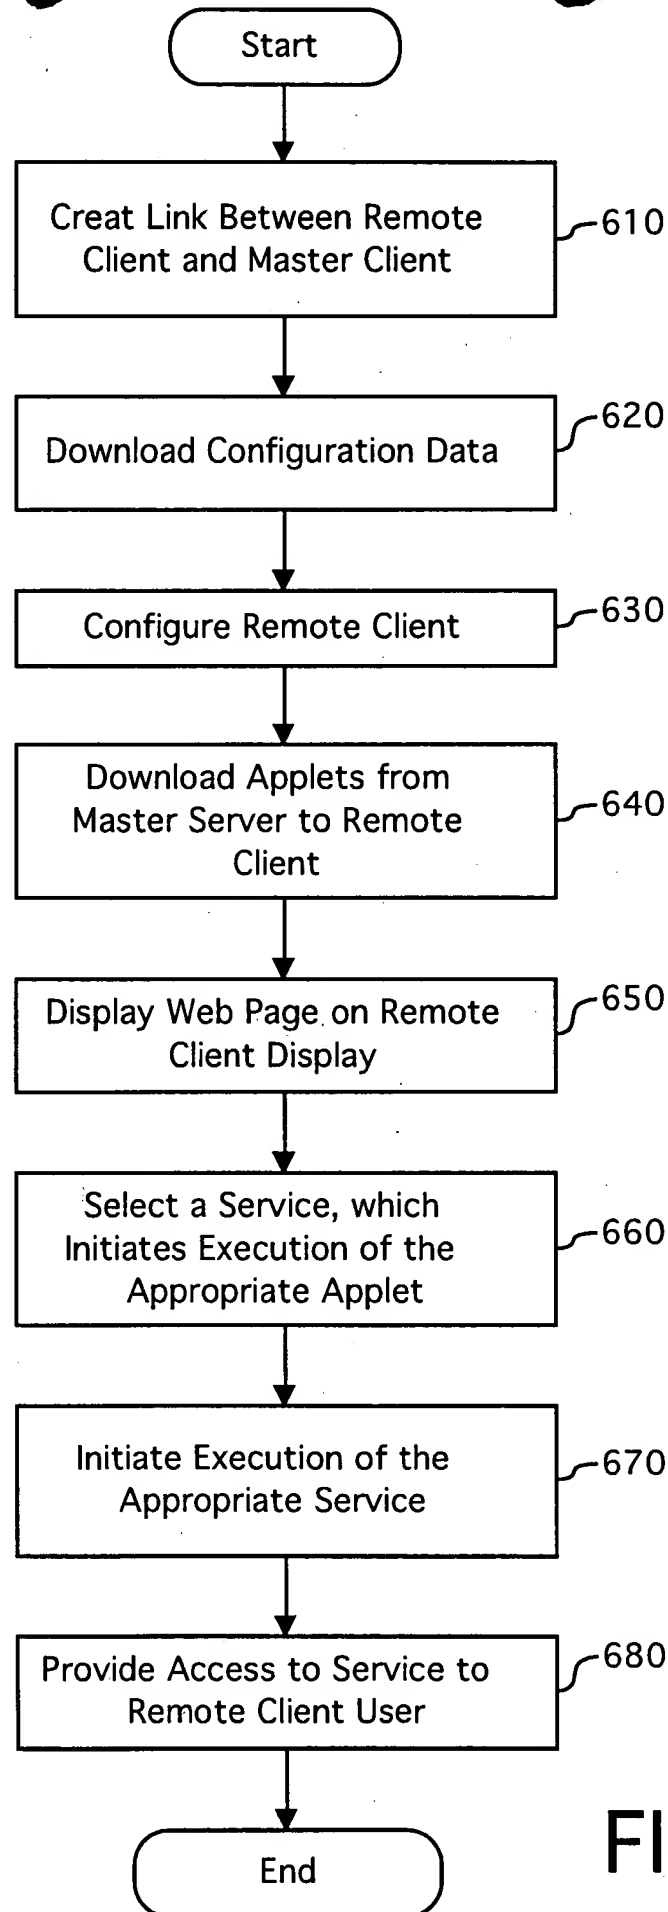 Start
Creat Link Between Remote
Client and Master Client
610
Download Configuration Data
620
Configure Remote Client
630
Download Applets from
Master Server to Remote
Client
640
Display Web Page on Remote
Client Display
650
Select a Service, which
Initiates Execution of the
Appropriate Applet
660
Initiate Execution of the
Appropriate Service
670
Provide Access to Service to
Remote Client User
680
End
FI